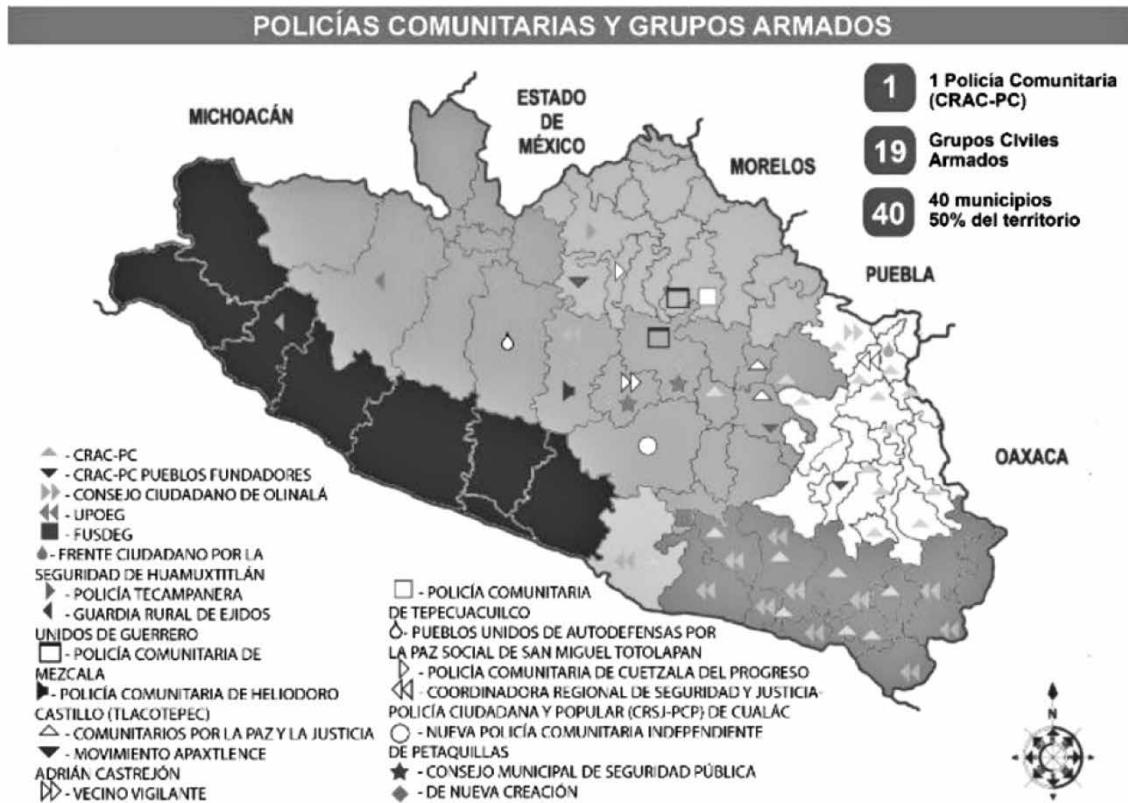 POLICÍAS COMUNITARIAS Y GRUPOS ARMADOS
MICHOACÁN
ESTADO
DE
MÉXICO
MORELOS
PUEBLA
OAXACA
1
1 Policía Comunitaria
(CRAC-PC)
19
Grupos Civiles
Armados
40
40 municipios
50% del territorio
- CRAC-PC
- CRAC-PC PUEBLOS FUNDADORES
- CONSEJO CIUDADANO DE OLINALÁ
- UPOEG
- FUSDEG
- FRENTE CIUDADANO POR LA
SEGURIDAD DE HUAMUXTITLÁN
- POLICÍA TECAMPANERA
- GUARDIA RURAL DE EJIDOS
UNIDOS DE GUERRERO
- POLICÍA COMUNITARIA DE
MEZCALA
- POLICÍA COMUNITARIA DE HELIODORO
CASTILLO (TLACOTEPEC)
- COMUNITARIOS POR LA PAZ Y LA JUSTICIA
- MOVIMIENTO APAXTLENCE
ADRIÁN CASTREJÓN
- VECINO VIGILANTE
- POLICÍA COMUNITARIA
DE TEPECUACUILCO
- PUEBLOS UNIDOS DE AUTODEFENSAS POR
LA PAZ SOCIAL DE SAN MIGUEL TOTOLAPAN
- POLICÍA COMUNITARIA DE CUETZALA DEL PROGRESO
- COORDINADORA REGIONAL DE SEGURIDAD Y JUSTICIA-
POLICÍA CIUDADANA Y POPULAR (CRSJ-PCP) DE CUALÁC
- NUEVA POLICÍA COMUNITARIA INDEPENDIENTE
DE PETAQUILLAS
- CONSEJO MUNICIPAL DE SEGURIDAD PÚBLICA
- DE NUEVA CREACIÓN
N